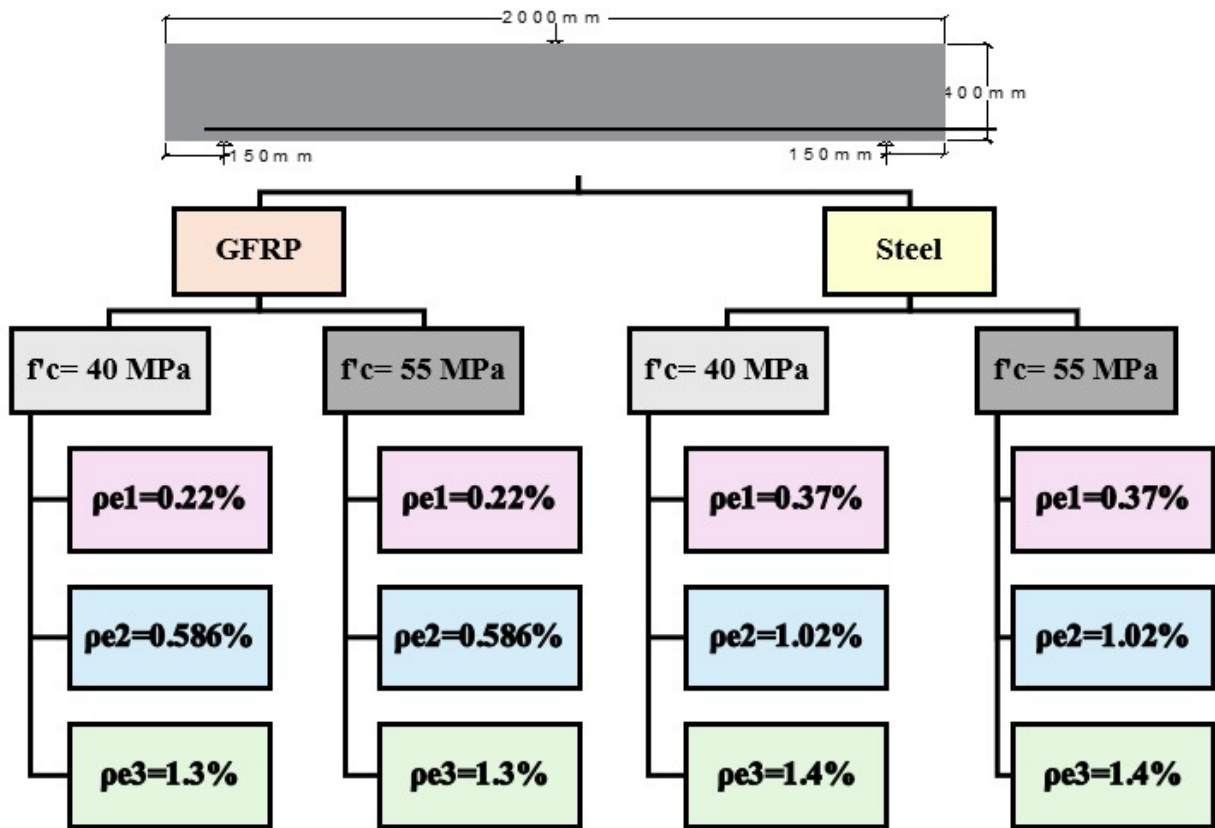 2000mm
400mm
150mm
150mm
GFRP
Steel
f'c= 40 MPa
f'c= 55 MPa
f'c= 40 MPa
f'c= 55 MPa
ρe1=0.22%
ρe1=0.22%
ρe1=0.37%
ρe1=0.37%
ρe2=0.586%
ρe2=0.586%
ρe2=1.02%
ρe2=1.02%
ρe3=1.3%
ρe3=1.3%
ρe3=1.4%
ρe3=1.4%